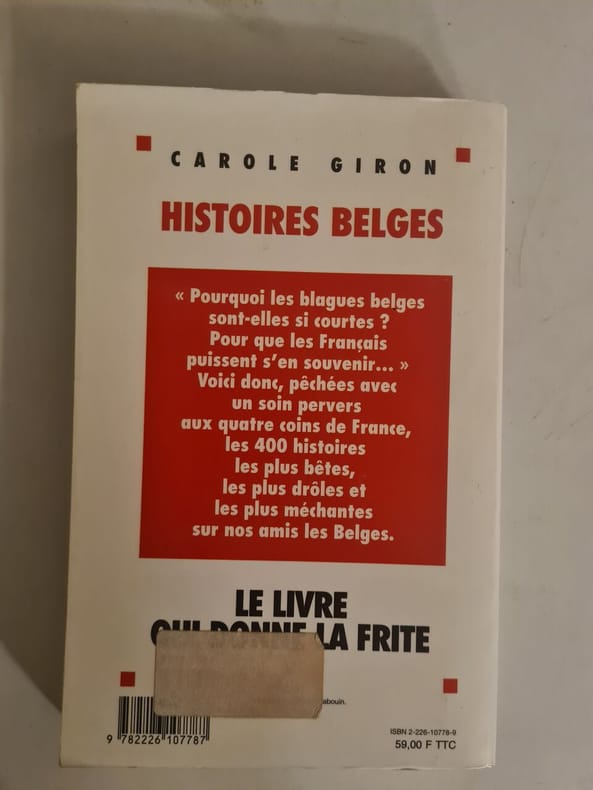 CAROLE GIRON
HISTOIRES BELGES
« Pourquoi les blagues belges
sont-elles si courtes ?
Pour que les Français
puissent s'en souvenir... »
Voici donc, pêchées avec
un soin pervers
aux quatre coins de France,
les 400 histoires
les plus bêtes,
les plus drôles et
les plus méchantes
sur nos amis les Belges.
LE LIVRE
QUI DONNE LA FRITE
abouin.
ISBN 2-226-10778-9
9 782226 107787
59,00 F TTC